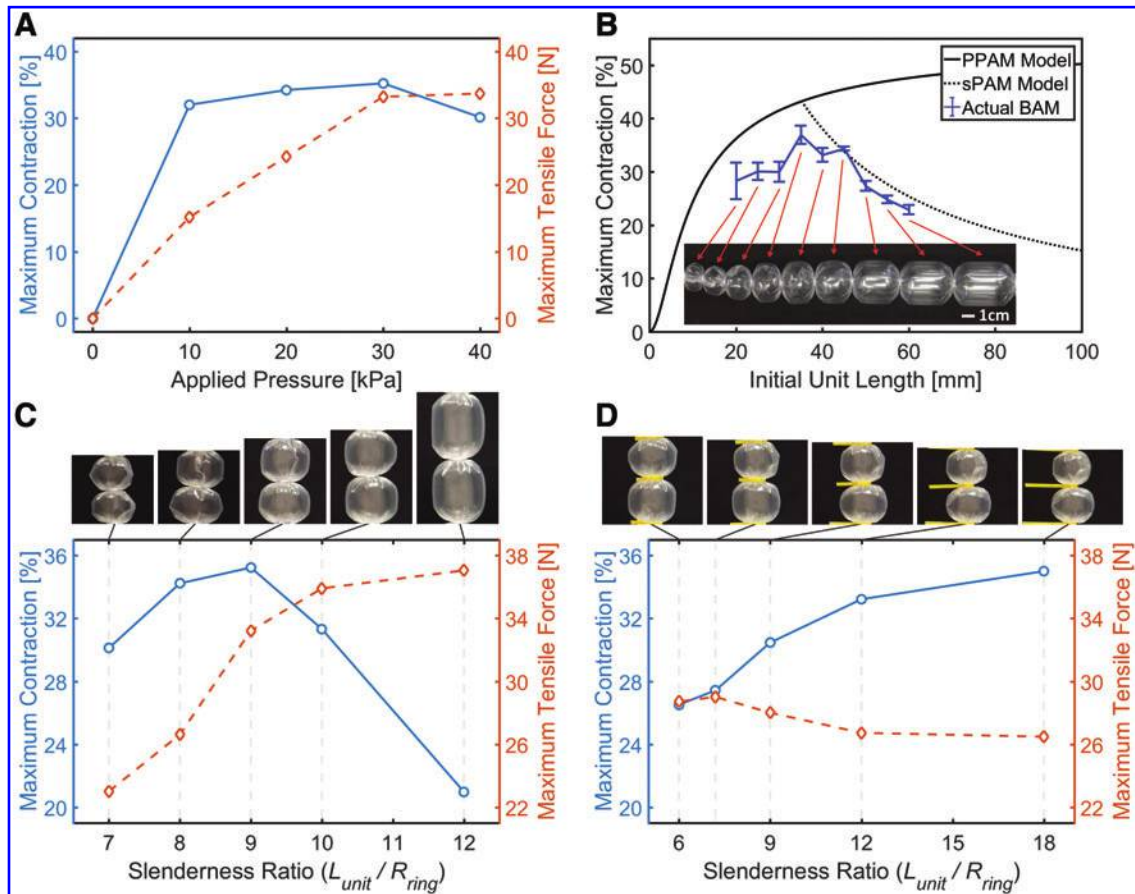 A
Maximum Contraction [%]
40
30
20
10
0
40
30
20
10
0
Maximum Tensile Force [N]
0 10 20 30 40
Applied Pressure [kPa]
B
Maximum Contraction [%]
50
40
30
20
10
0
PPAM Model
sPAM Model
Actual BAM
1cm
0 20 40 60 80 100
Initial Unit Length [mm]
C
Maximum Contraction [%]
36
32
28
24
20
38
34
30
26
22
Maximum Tensile Force [N]
7 8 9 10 11 12
Slenderness Ratio (L_unit / R_ring)
D
Maximum Contraction [%]
36
32
28
24
20
38
34
30
26
22
Maximum Tensile Force [N]
6 9 12 15 18
Slenderness Ratio (L_unit / R_ring)